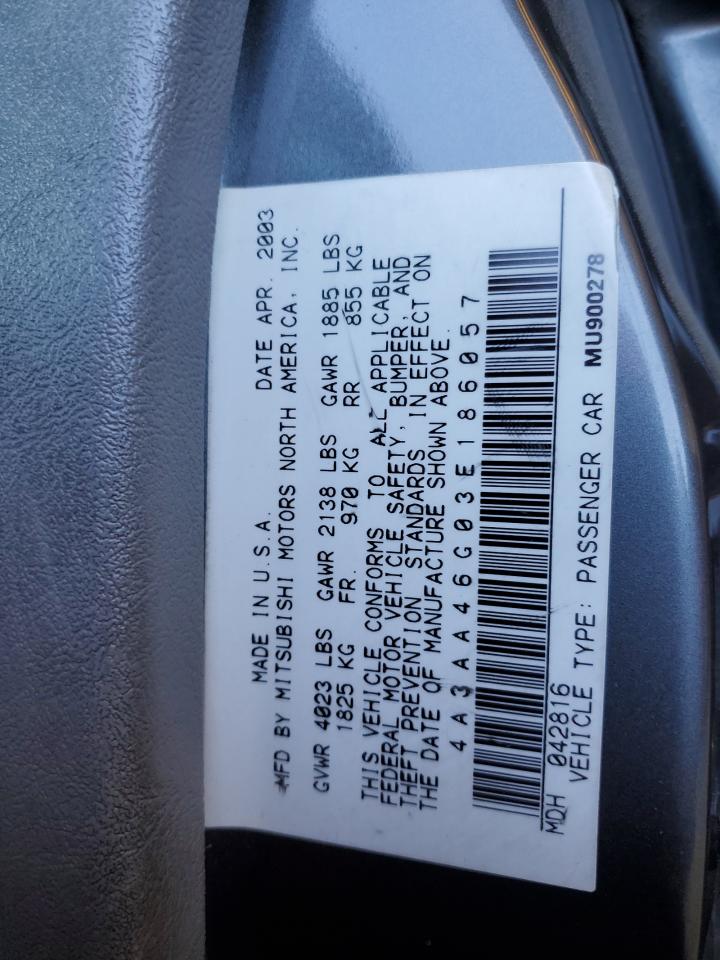 MADE IN U.S.A. DATE APR. 2003
MFD BY MITSUBISHI MOTORS NORTH AMERICA, INC.
GVWR 4023 LBS GAWR 2138 LBS GAWR 1885 LBS
1825 KG FR. 970 KG RR 855 KG
THIS VEHICLE CONFORMS TO ALL APPLICABLE
FEDERAL MOTOR VEHICLE SAFETY, BUMPER, AND
THEFT PREVENTION STANDARDS IN EFFECT ON
THE DATE OF MANUFACTURE SHOWN ABOVE.
4A3AA46G03E186057
MDH 042816
VEHICLE TYPE: PASSENGER CAR MU900278